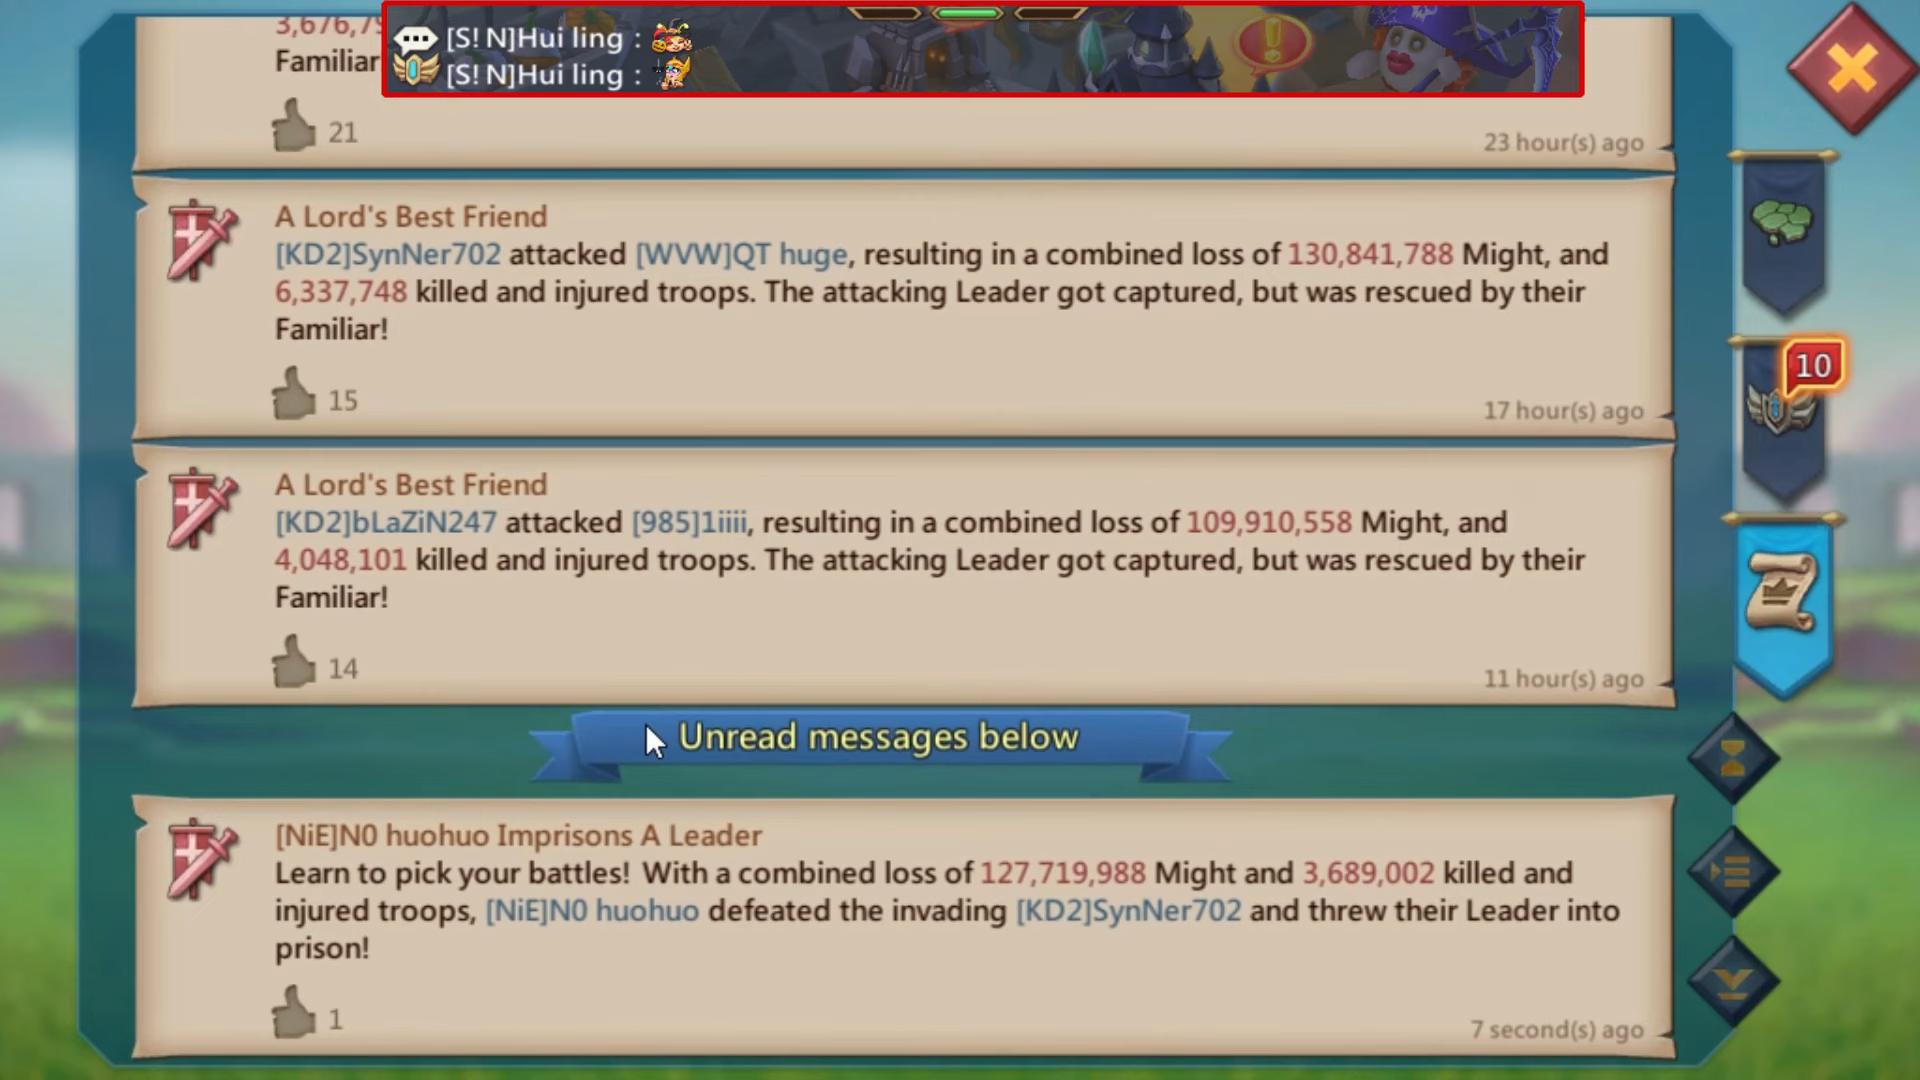 3,676,79
Familiar
[S! N]Hui ling :
[S! N]Hui ling :
21
23 hour(s) ago
A Lord's Best Friend
[KD2]SynNer702 attacked [WVW]QT huge, resulting in a combined loss of 130,841,788 Might, and
6,337,748 killed and injured troops. The attacking Leader got captured, but was rescued by their
Familiar!
15
17 hour(s) ago
A Lord's Best Friend
[KD2]bLaZiN247 attacked [985]1iiii, resulting in a combined loss of 109,910,558 Might, and
4,048,101 killed and injured troops. The attacking Leader got captured, but was rescued by their
Familiar!
14
11 hour(s) ago
Unread messages below
[NiE]N0 huohuo Imprisons A Leader
Learn to pick your battles! With a combined loss of 127,719,988 Might and 3,689,002 killed and
injured troops, [NiE]N0 huohuo defeated the invading [KD2]SynNer702 and threw their Leader into
prison!
1
7 second(s) ago
10